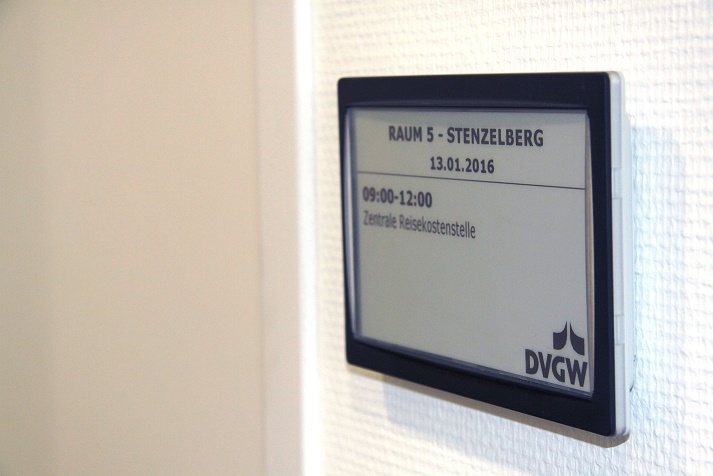 RAUM 5 - STENZELBERG
13.01.2016
09:00-12:00
Zentrale Reisekostenstelle
DVGW